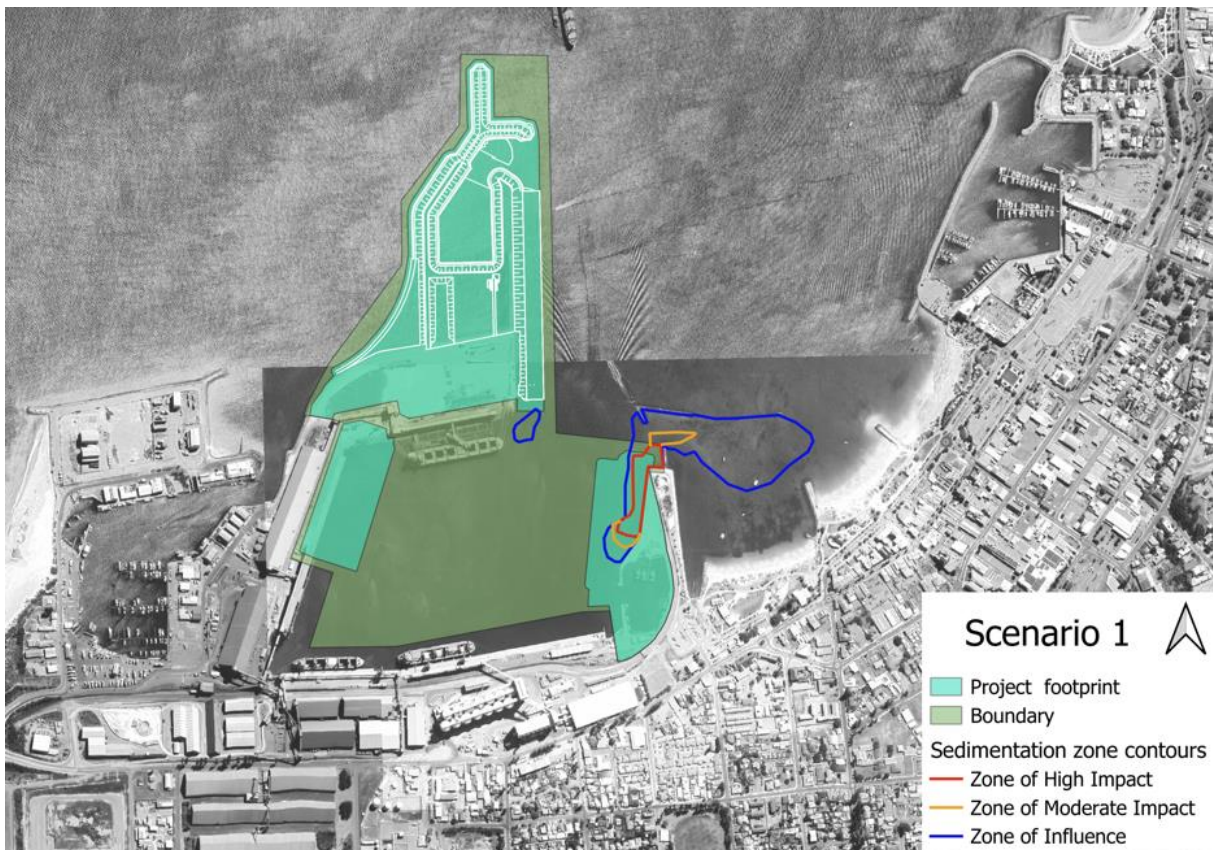 Scenario 1
Project footprint
Boundary
Sedimentation zone contours
Zone of High Impact
Zone of Moderate Impact
Zone of Influence